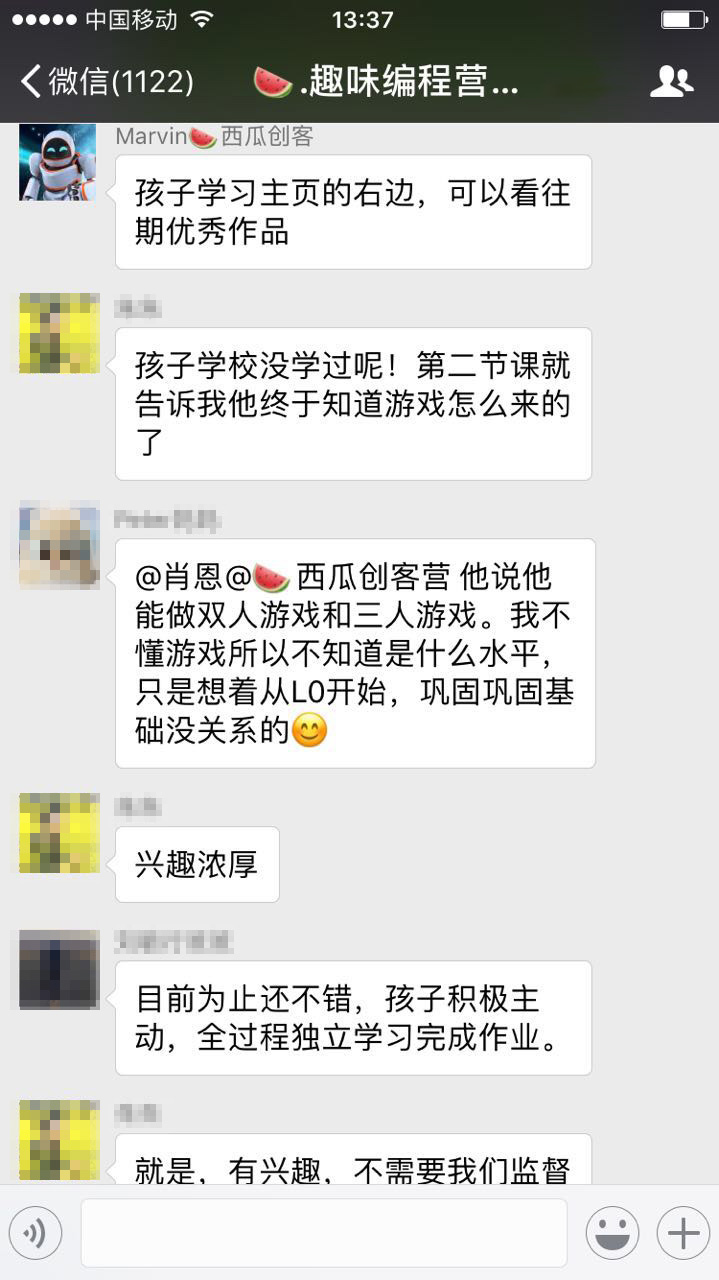 中国移动 13:37
微信(1122) 🍉.趣味编程营...
Marvin🍉西瓜创客
孩子学习主页的右边，可以看往
期优秀作品
孩子学校没学过呢！第二节课就
告诉我他终于知道游戏怎么来的
了
@肖恩@🍉西瓜创客营 他说他
能做双人游戏和三人游戏。我不
懂游戏所以不知道是什么水平，
只是想着从L0开始，巩固巩固基
础没关系的😊
兴趣浓厚
目前为止还不错，孩子积极主
动，全过程独立学习完成作业。
就是，有兴趣，不需要我们监督